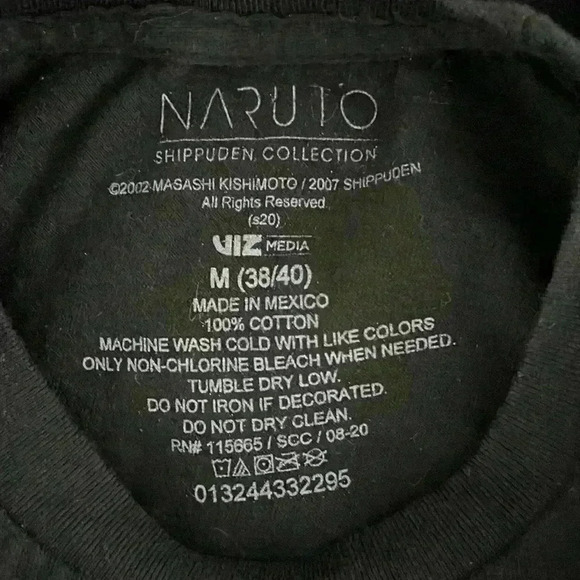 NARUTO
SHIPPUDEN COLLECTION
©2002 MASASHI KISHIMOTO / 2007 SHIPPUDEN
All Rights Reserved
(s20)
VIZ MEDIA
M (38/40)
MADE IN MEXICO
100% COTTON
MACHINE WASH COLD WITH LIKE COLORS
ONLY NON-CHLORINE BLEACH WHEN NEEDED.
TUMBLE DRY LOW.
DO NOT IRON IF DECORATED.
DO NOT DRY CLEAN.
RN# 115665 / SCC / 08-20
013244332295